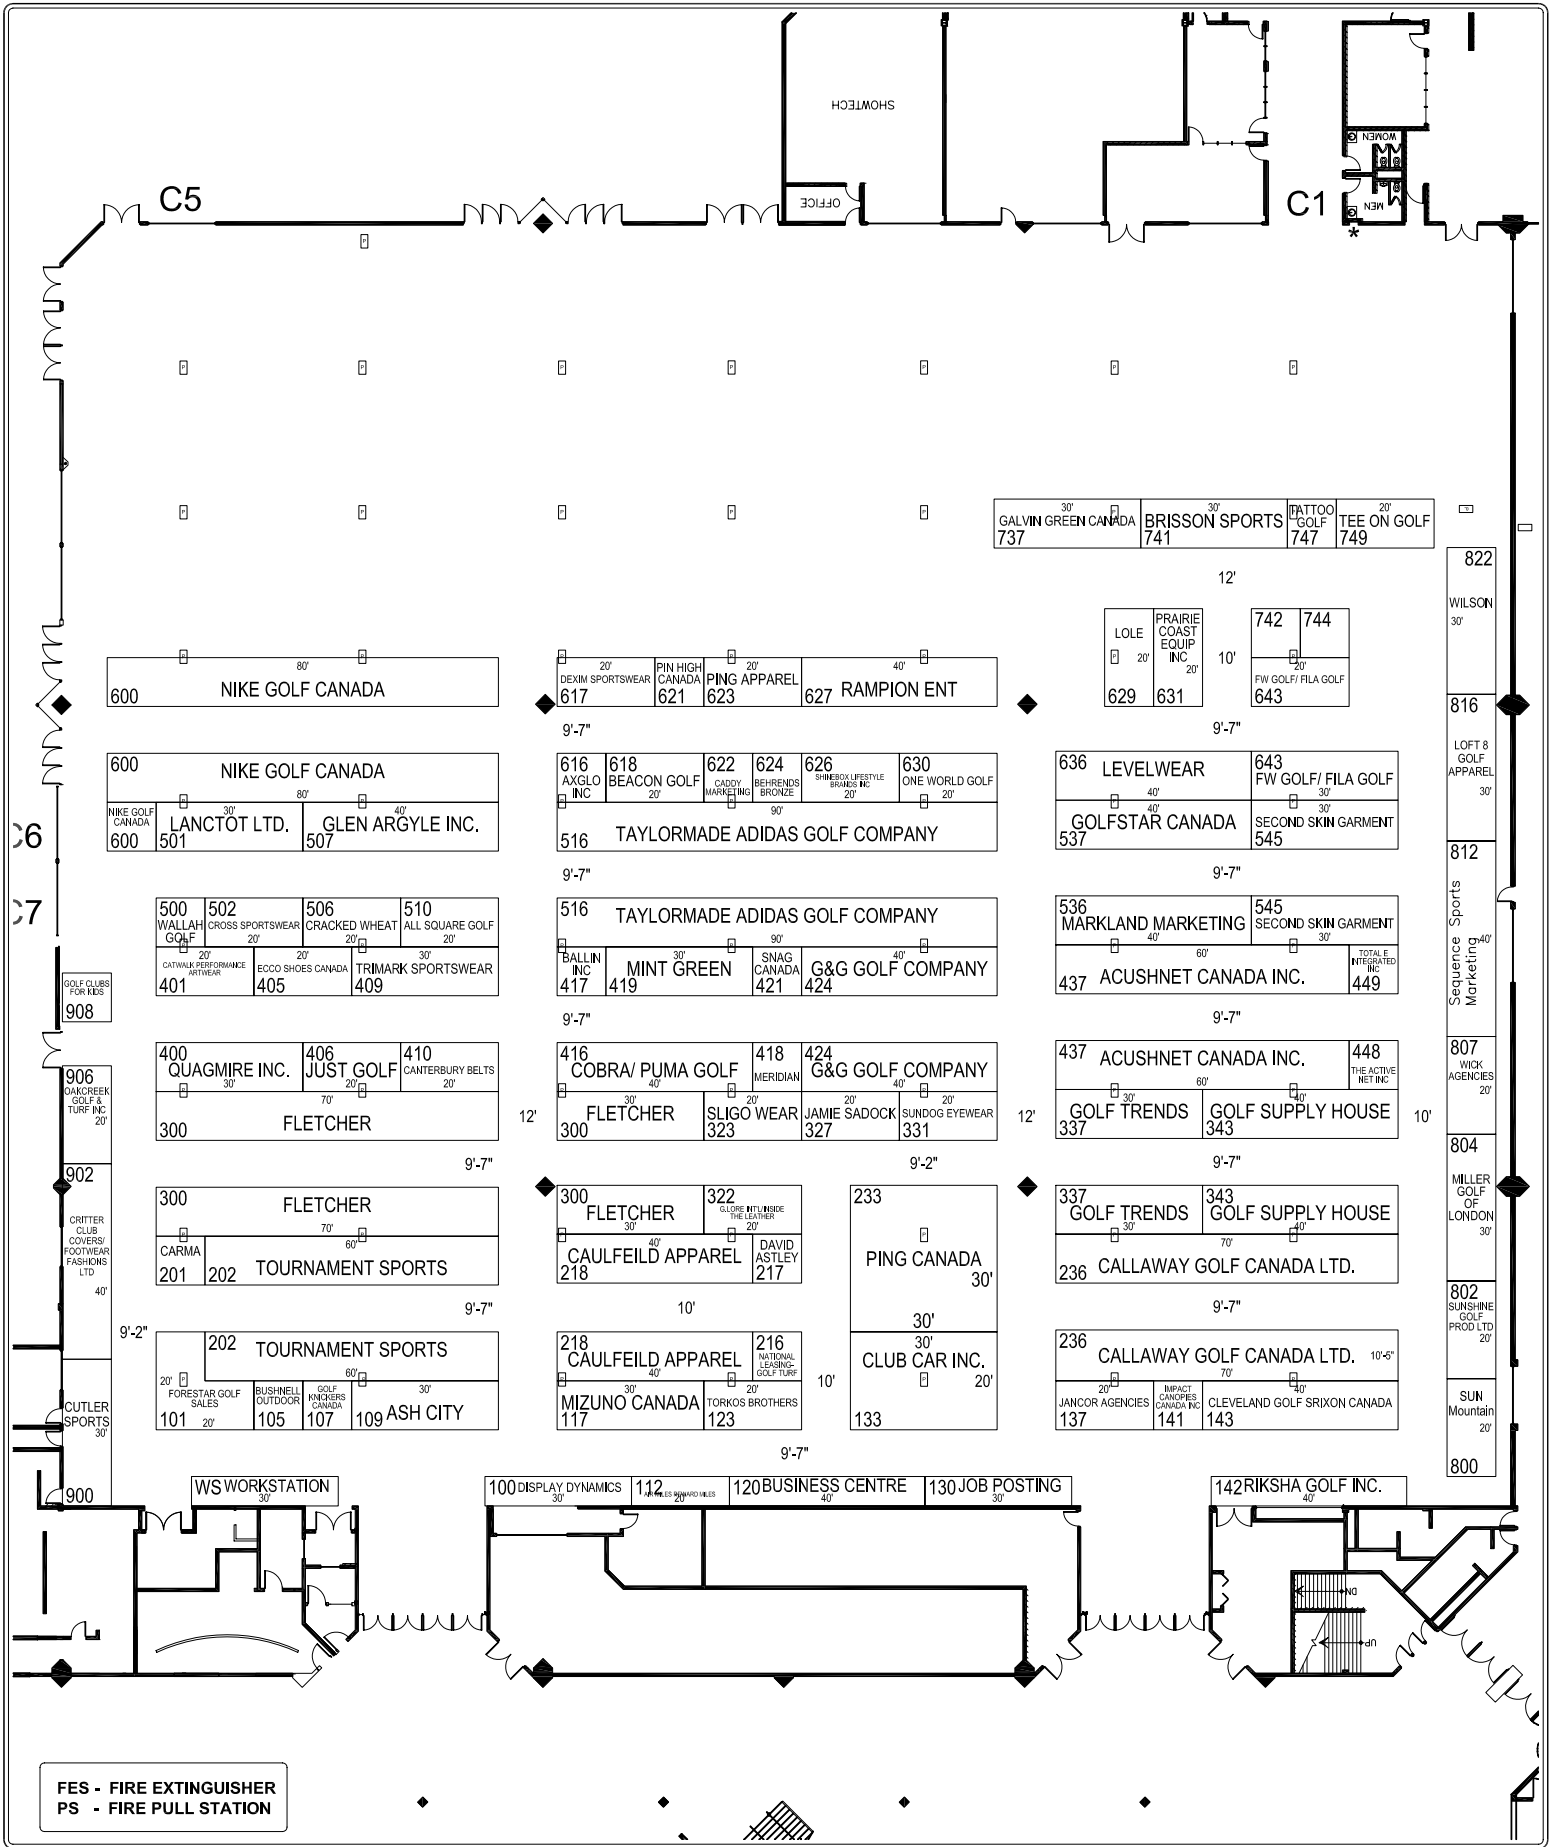 SHOWTECH
OFFICE
WOMEN
MEN
C5
C1
*
30'
GALVIN GREEN CANADA
737
30'
BRISSON SPORTS
741
TATTOO
GOLF
747
20'
TEE ON GOLF
749
12'
822
WILSON
30'
LOLE
20'
629
PRAIRIE
COAST
EQUIP
INC
20'
631
10'
742
744
20'
FW GOLF/ FILA GOLF
643
80'
NIKE GOLF CANADA
600
20'
DEXIM SPORTSWEAR
617
PIN HIGH
CANADA
621
20'
PING APPAREL
623
40'
627 RAMPION ENT
9'-7"
9'-7"
816
LOFT 8
GOLF
APPAREL
30'
600
NIKE GOLF CANADA
80'
616
AXGLO
INC
618
BEACON GOLF
20'
622
CADDY
MARKETING
624
BEHRENDS
BRONZE
626
SHINEBOX LIFESTYLE
BRANDS INC
20'
630
ONE WORLD GOLF
20'
636
LEVELWEAR
40'
643
FW GOLF/ FILA GOLF
30'
C6
NIKE GOLF
CANADA
600
30'
LANCTOT LTD.
501
40'
GLEN ARGYLE INC.
507
90'
TAYLORMADE ADIDAS GOLF COMPANY
516
40'
GOLFSTAR CANADA
537
30'
SECOND SKIN GARMENT
545
9'-7"
9'-7"
812
Sequence Sports
Marketing
40'
C7
500
WALLAH
GOLF
502
CROSS SPORTSWEAR
20'
506
CRACKED WHEAT
20'
510
ALL SQUARE GOLF
20'
516
TAYLORMADE ADIDAS GOLF COMPANY
90'
536
MARKLAND MARKETING
40'
545
SECOND SKIN GARMENT
30'
20'
CATWALK PERFORMANCE
ARTWEAR
401
20'
ECCO SHOES CANADA
405
30'
TRIMARK SPORTSWEAR
409
BALLIN
INC
417
30'
MINT GREEN
419
SNAG
CANADA
421
40'
G&G GOLF COMPANY
424
60'
437 ACUSHNET CANADA INC.
TOTAL E
INTEGRATED
INC
449
GOLF CLUBS
FOR KIDS
908
9'-7"
9'-7"
400
QUAGMIRE INC.
30'
406
JUST GOLF
20'
410
CANTERBURY BELTS
20'
416
COBRA/ PUMA GOLF
40'
418
MERIDIAN
424
G&G GOLF COMPANY
40'
437 ACUSHNET CANADA INC.
60'
448
THE ACTIVE
NET INC
807
WICK
AGENCIES
20'
906
OAKCREEK
GOLF &
TURF INC
20'
70'
FLETCHER
300
12'
30'
FLETCHER
300
20'
SLIGO WEAR
323
20'
JAMIE SADOCK
327
20'
SUNDOG EYEWEAR
331
12'
30'
GOLF TRENDS
337
40'
GOLF SUPPLY HOUSE
343
10'
9'-7"
9'-2"
9'-7"
804
MILLER
GOLF
OF
LONDON
30'
902
CRITTER
CLUB
COVERS/
FOOTWEAR
FASHIONS
LTD
40'
300
FLETCHER
70'
300
FLETCHER
30'
322
G.LORE INT'L/INSIDE
THE LEATHER
20'
233
PING CANADA
30'
30'
337
GOLF TRENDS
30'
343
GOLF SUPPLY HOUSE
40'
CARMA
201
60'
202 TOURNAMENT SPORTS
40'
CAULFEILD APPAREL
218
DAVID
ASTLEY
217
70'
236 CALLAWAY GOLF CANADA LTD.
9'-7"
10'
9'-7"
802
SUNSHINE
GOLF
PROD LTD
20'
9'-2"
202
TOURNAMENT SPORTS
60'
218
CAULFEILD APPAREL
40'
216
NATIONAL
LEASING-
GOLF TURF
30'
CLUB CAR INC.
20'
133
236
CALLAWAY GOLF CANADA LTD.
10'-5"
70'
20'
FORESTAR GOLF
SALES
101 20'
BUSHNELL
OUTDOOR
105
GOLF
KNICKERS
CANADA
107
30'
109 ASH CITY
30'
MIZUNO CANADA
117
20'
TORKOS BROTHERS
123
10'
20'
JANCOR AGENCIES
137
IMPACT
CANOPIES
CANADA INC
141
40'
CLEVELAND GOLF SRIXON CANADA
143
CUTLER
SPORTS
30'
900
SUN
Mountain
20'
800
9'-7"
WS WORKSTATION
30'
100 DISPLAY DYNAMICS
30'
112
AIR MILES REWARD MILES
20'
120 BUSINESS CENTRE
40'
130 JOB POSTING
30'
142 RIKSHA GOLF INC.
40'
DN
UP
FES - FIRE EXTINGUISHER
PS - FIRE PULL STATION